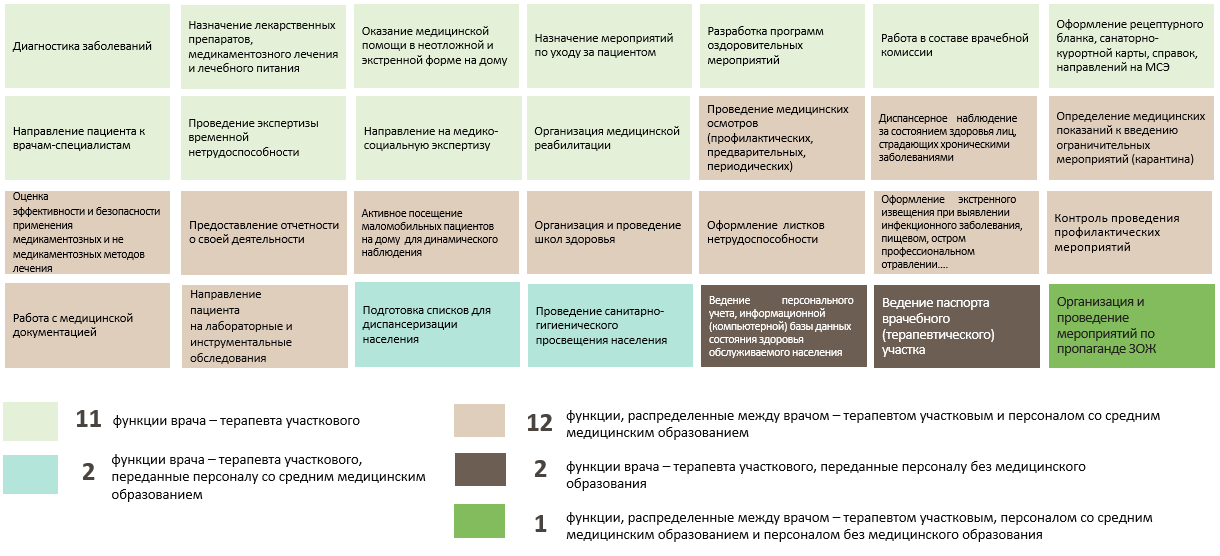 Диагностика заболеваний
Назначение лекарственных
препаратов,
медикаментозного лечения
и лечебного питания
Оказание медицинской
помощи в неотложной и
экстренной форме на дому
Назначение мероприятий
по уходу за пациентом
Разработка программ
оздоровительных
мероприятий
Работа в составе врачебной
комиссии
Оформление рецептурного
бланка, санаторно-
курортной карты, справок,
направлений на МСЭ
Направление пациента к
врачам-специалистам
Проведение экспертизы
временной
нетрудоспособности
Направление на медико-
социальную экспертизу
Организация медицинской
реабилитации
Проведение медицинских
осмотров
(профилактических,
предварительных,
периодических)
Диспансерное наблюдение
за состоянием здоровья лиц,
страдающих хроническими
заболеваниями
Определение медицинских
показаний к введению
ограничительных
мероприятий (карантина)
Оценка
эффективности и безопасности
применения
медикаментозных и не
медикаментозных методов
лечения
Предоставление отчетности
о своей деятельности
Активное посещение
маломобильных пациентов
на дому для динамического
наблюдения
Организация и проведение
школ здоровья
Оформление листков
нетрудоспособности
Оформление экстренного
извещения при выявлении
инфекционного заболевания,
пищевом, остром
профессиональном
отравлении....
Контроль проведения
профилактических
мероприятий
Работа с медицинской
документацией
Направление
пациента
на лабораторные и
инструментальные
обследования
Подготовка списков для
диспансеризации
населения
Проведение санитарно-
гигиенического
просвещения населения
Ведение персонального
учета, информационной
(компьютерной) базы данных
состояния здоровья
обслуживаемого населения
Ведение паспорта
врачебного
(терапевтического)
участка
Организация и
проведение
мероприятий по
пропаганде ЗОЖ
11 функции врача – терапевта участкового
2 функции врача – терапевта участкового,
переданные персоналу со средним медицинским
образованием
12 функции, распределенные между врачом – терапевтом участковым и персоналом со средним
медицинским образованием
2 функции врача – терапевта участкового, переданные персоналу без медицинского
образования
1 функции, распределенные между врачом – терапевтом участковым, персоналом со средним
медицинским образованием и персоналом без медицинского образования